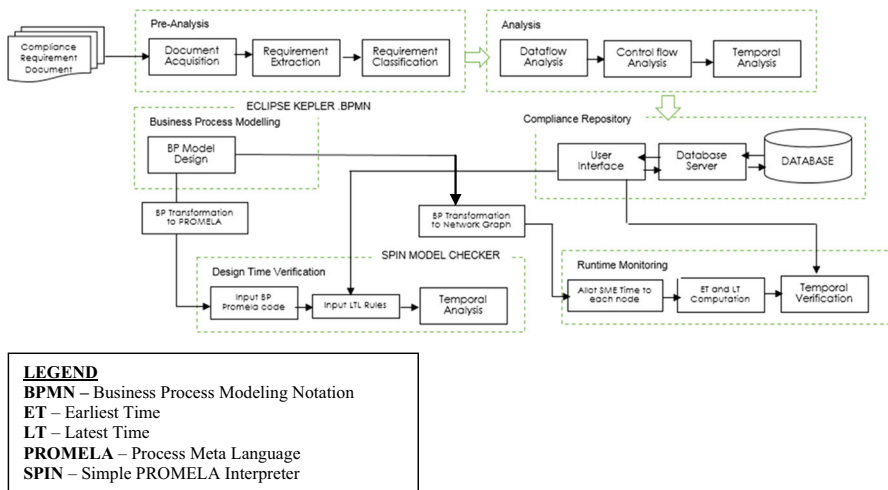 Pre-Analysis
Compliance
Requirement
Document
Document
Acquisition
Requirement
Extraction
Requirement
Classification
Analysis
Dataflow
Analysis
Control flow
Analysis
Temporal
Analysis
ECLIPSE KEPLER .BPMN
Business Process Modelling
BP Model
Design
Compliance Repository
User
Interface
Database
Server
DATABASE
BP Transformation
to PROMELA
BP Transformation
to Network Graph
SPIN MODEL CHECKER
Design Time Verification
Input BP
Promela code
Input LTL Rules
Temporal
Analysis
Runtime Monitoring
Allot SME Time to
each node
ET and LT
Computation
Temporal
Verification
LEGEND
BPMN – Business Process Modeling Notation
ET – Earliest Time
LT – Latest Time
PROMELA – Process Meta Language
SPIN – Simple PROMELA Interpreter